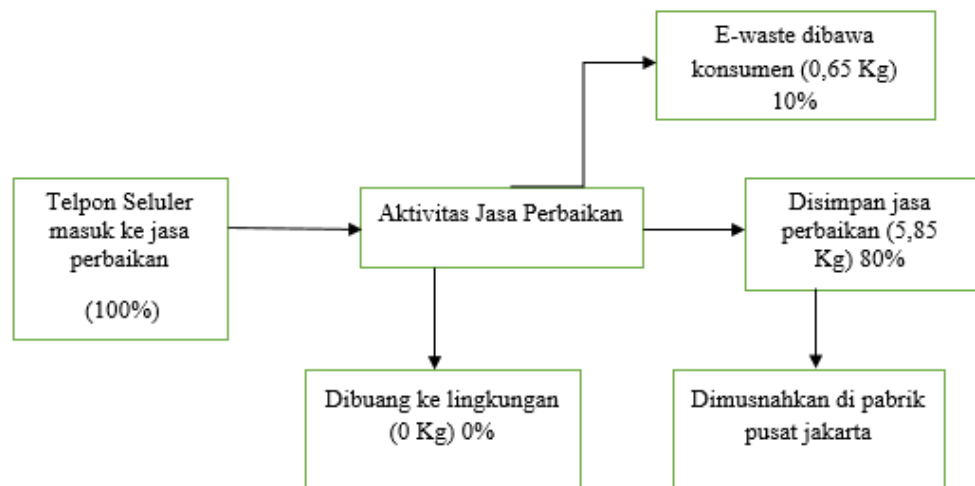 E-waste dibawa
konsumen (0,65 Kg)
10%
Telpon Seluler
masuk ke jasa
perbaikan
(100%)
Aktivitas Jasa Perbaikan
Disimpan jasa
perbaikan (5,85
Kg) 80%
Dibuang ke lingkungan
(0 Kg) 0%
Dimusnahkan di pabrik
pusat jakarta